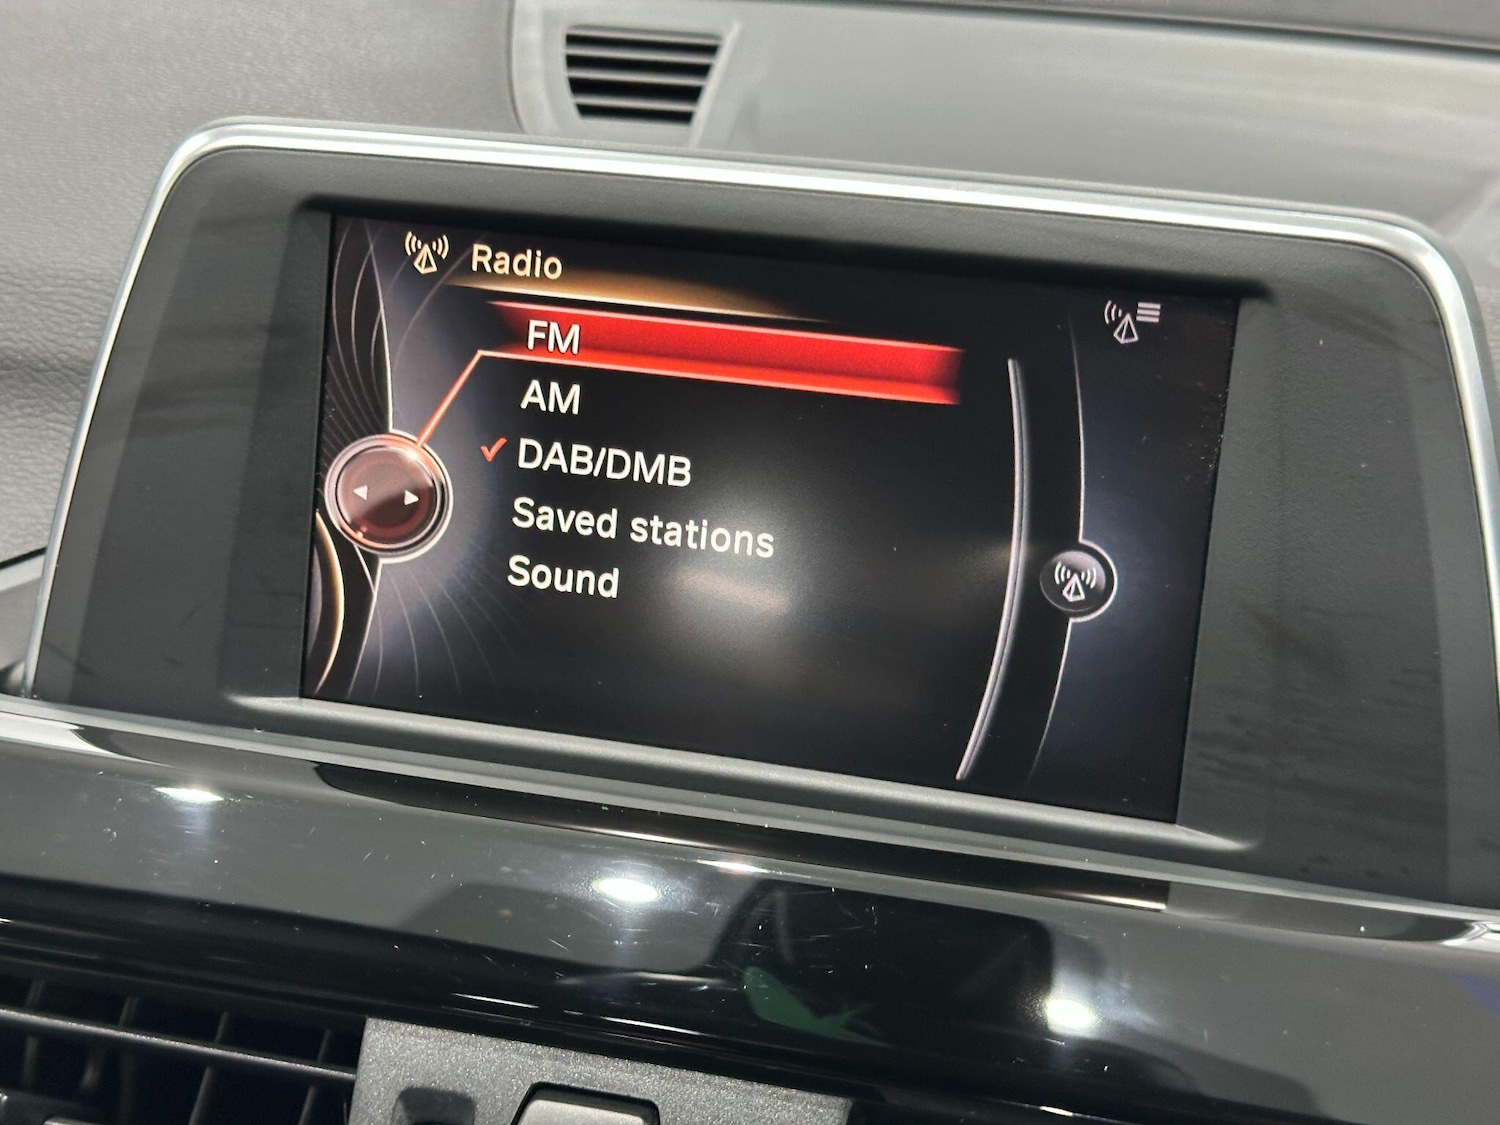 Radio
FM
AM
DAB/DMB
Saved stations
Sound